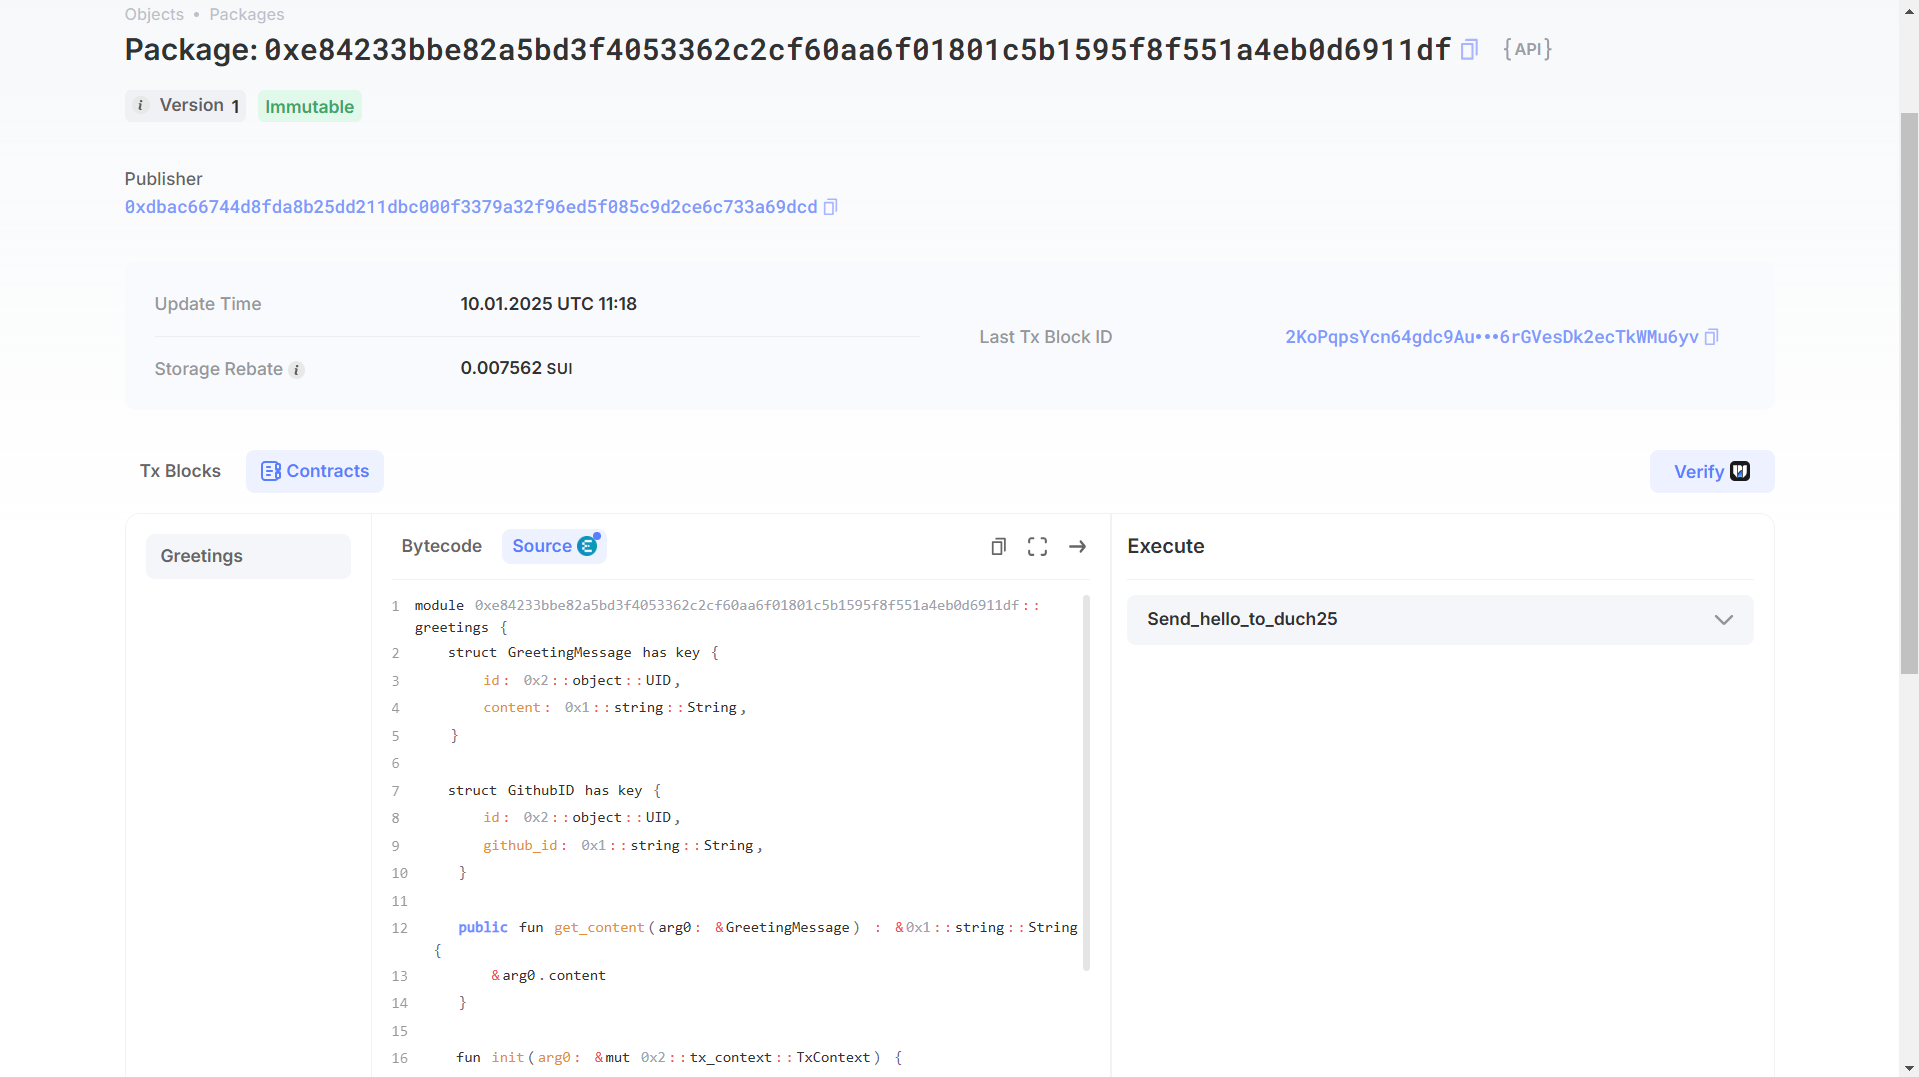 Objects • Packages
Package: 0xe84233bbe82a5bd3f4053362c2cf60aa6f01801c5b1595f8f551a4eb0d6911df {API}
i Version 1 Immutable
Publisher
0xdbac66744d8fda8b25dd211dbc000f3379a32f96ed5f085c9d2ce6c733a69dcd
Update Time 10.01.2025 UTC 11:18
Last Tx Block ID 2KoPqpsYcn64gdc9Au•••6rGVesDk2ecTkWMu6yv
Storage Rebate i 0.007562 SUI
Tx Blocks Contracts Verify
Greetings
Bytecode Source
Execute
Send_hello_to_duch25
1 module 0xe84233bbe82a5bd3f4053362c2cf60aa6f01801c5b1595f8f551a4eb0d6911df::
greetings {
2 struct GreetingMessage has key {
3 id: 0x2::object::UID,
4 content: 0x1::string::String,
5 }
6
7 struct GithubID has key {
8 id: 0x2::object::UID,
9 github_id: 0x1::string::String,
10 }
11
12 public fun get_content(arg0: &GreetingMessage) : &0x1::string::String
{
13 &arg0.content
14 }
15
16 fun init(arg0: &mut 0x2::tx_context::TxContext) {